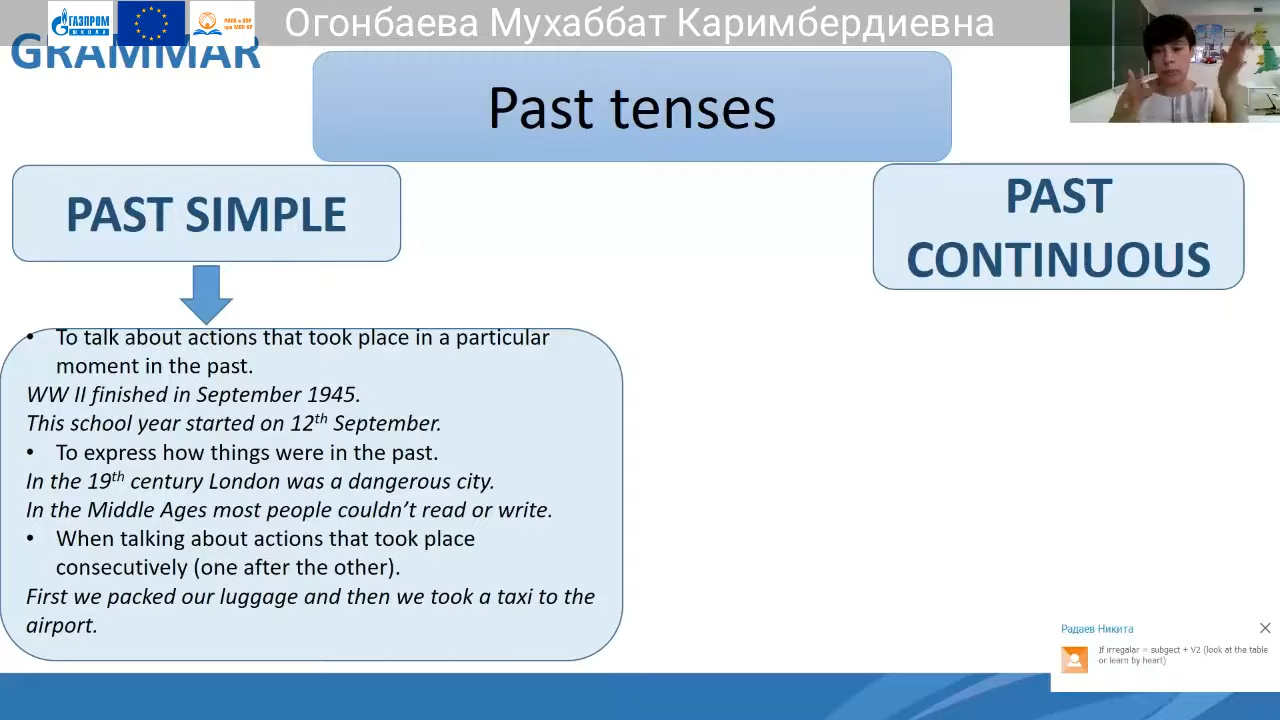 ГАЗПРОМ
ШКОЛА
Огонбаева Мухаббат Каримбердиевна
GRAMMAR
Past tenses
PAST SIMPLE
PAST
CONTINUOUS
• To talk about actions that took place in a particular
moment in the past.
WW II finished in September 1945.
This school year started on 12th September.
• To express how things were in the past.
In the 19th century London was a dangerous city.
In the Middle Ages most people couldn’t read or write.
• When talking about actions that took place
consecutively (one after the other).
First we packed our luggage and then we took a taxi to the
airport.
Радаев Никита
If irregalar = subject + V2 (look at the table
or learn by heart)